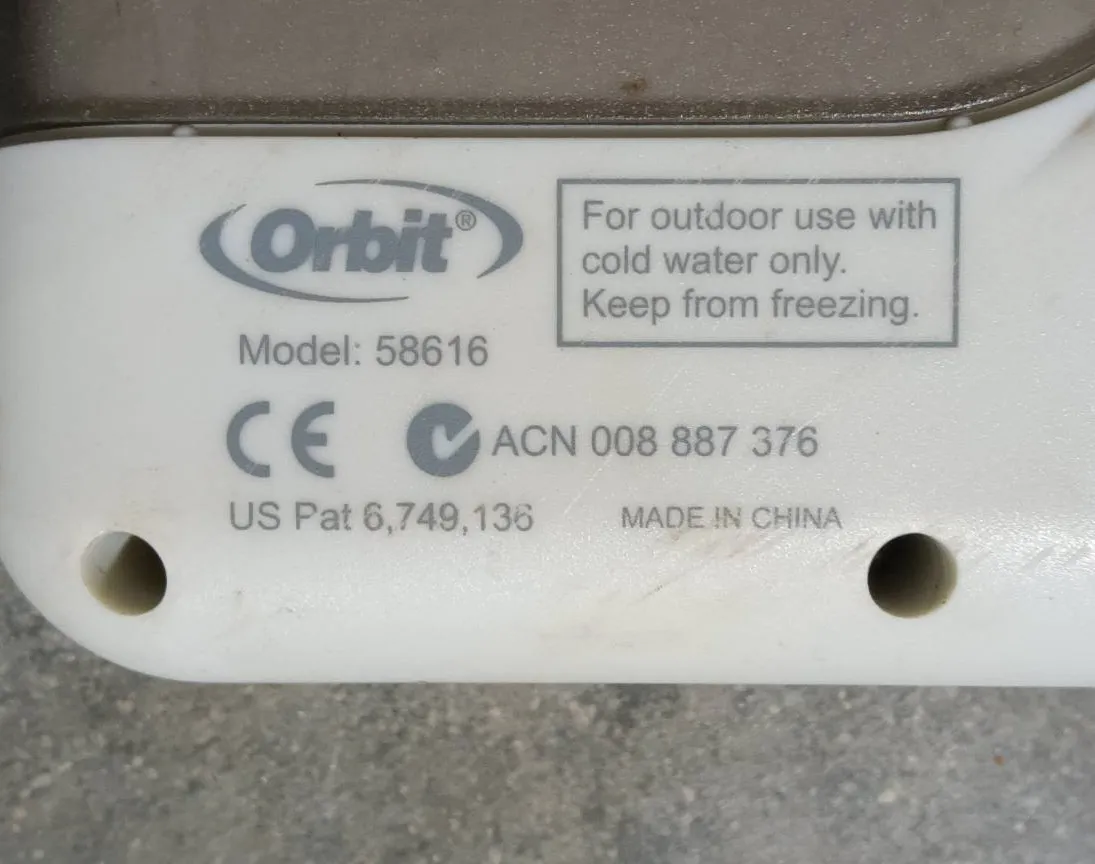 Orbit®
For outdoor use with
cold water only.
Keep from freezing.
Model: 58616
CE ACN 008 887 376
US Pat 6,749,136
MADE IN CHINA